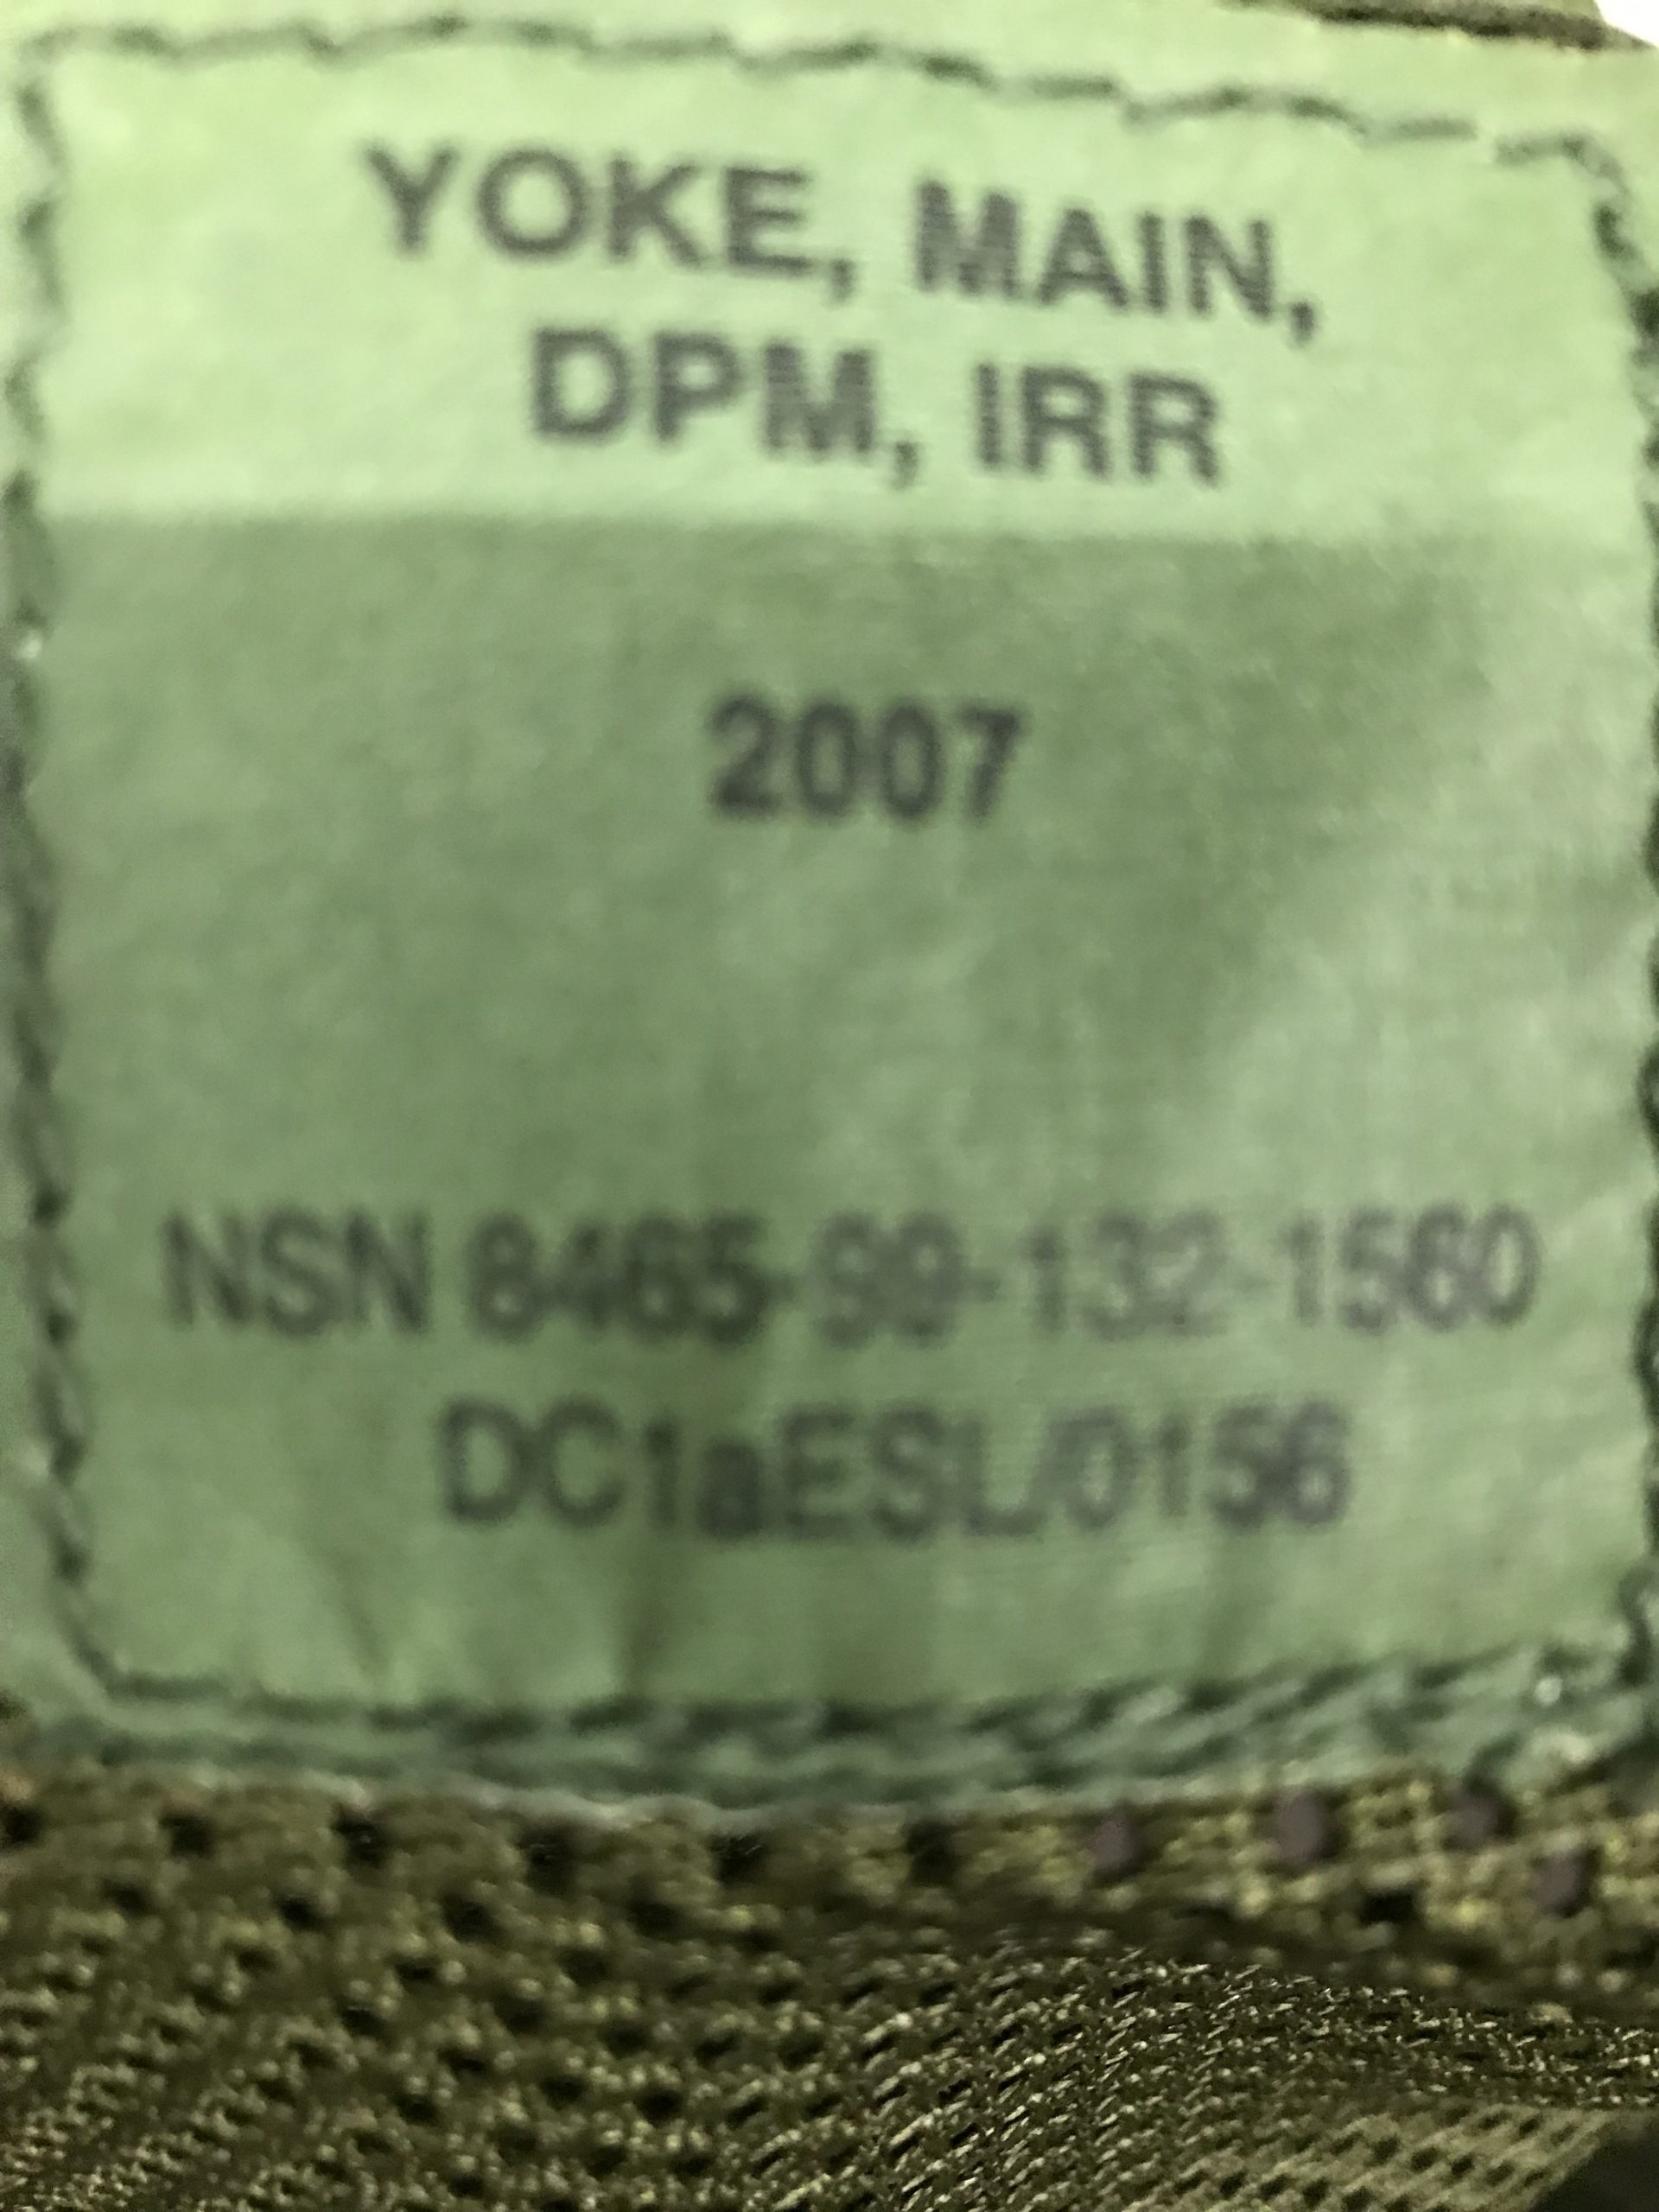 YOKE, MAIN,
DPM, IRR
2007
NSN 8465-99-132-1560
DC1aESL/0156